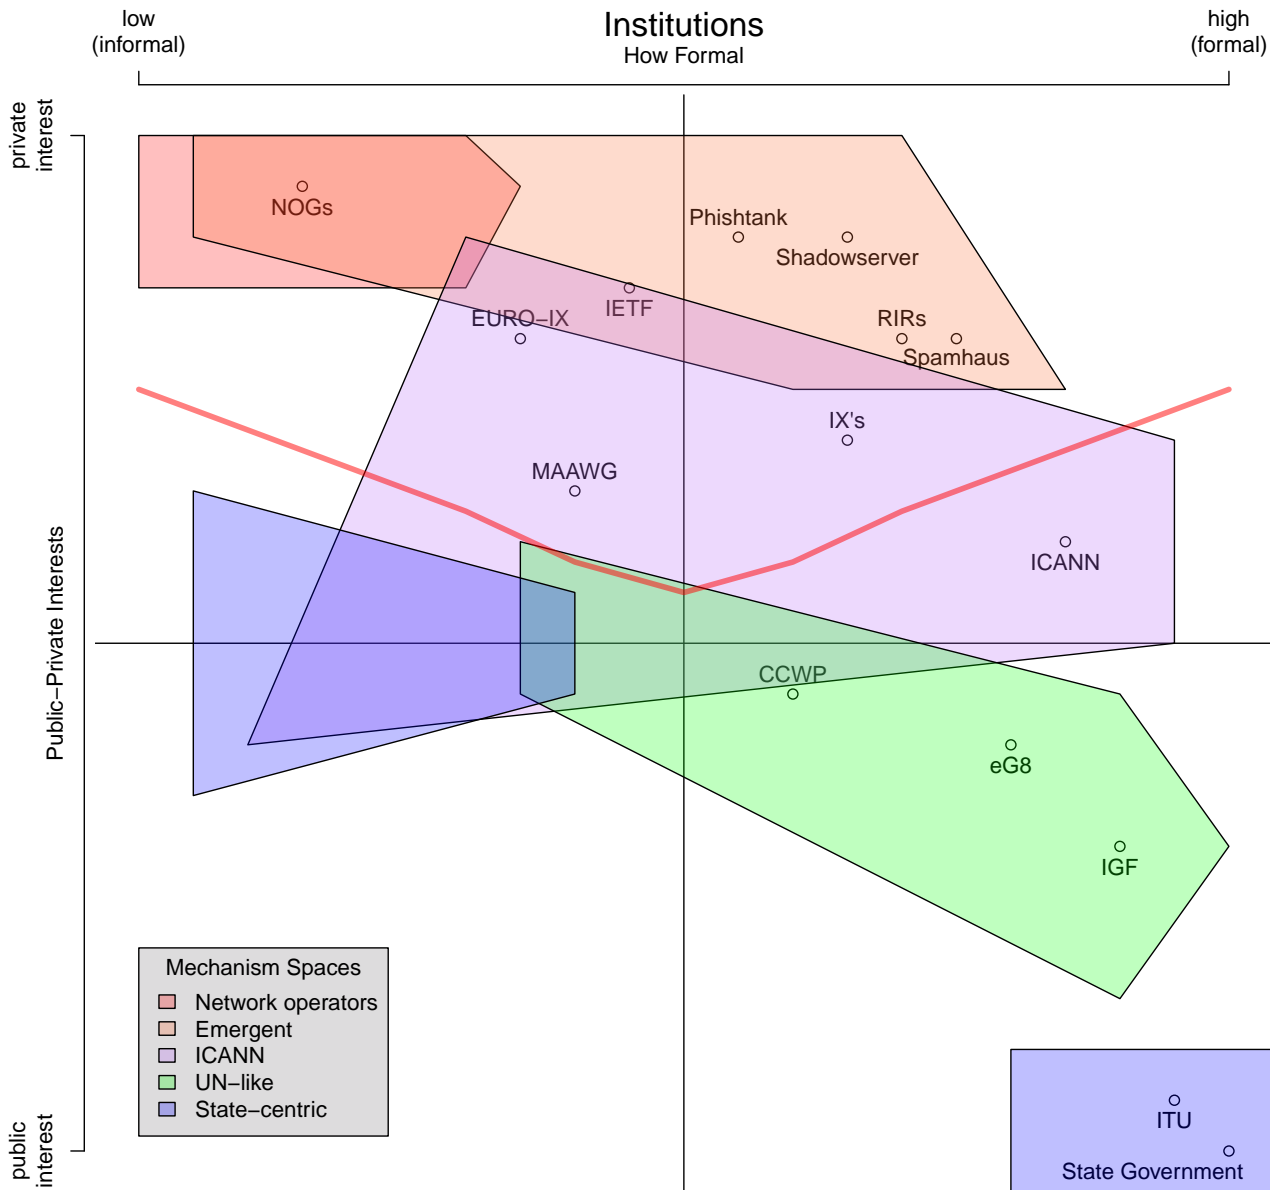 low
(informal)
Institutions
How Formal
high
(formal)
private
interest
Public−Private Interests
public
interest
NOGs
Phishtank
Shadowserver
IETF
EURO−IX
RIRs
Spamhaus
IX's
MAAWG
ICANN
CCWP
eG8
IGF
ITU
State Government
Mechanism Spaces
Network operators
Emergent
ICANN
UN−like
State−centric